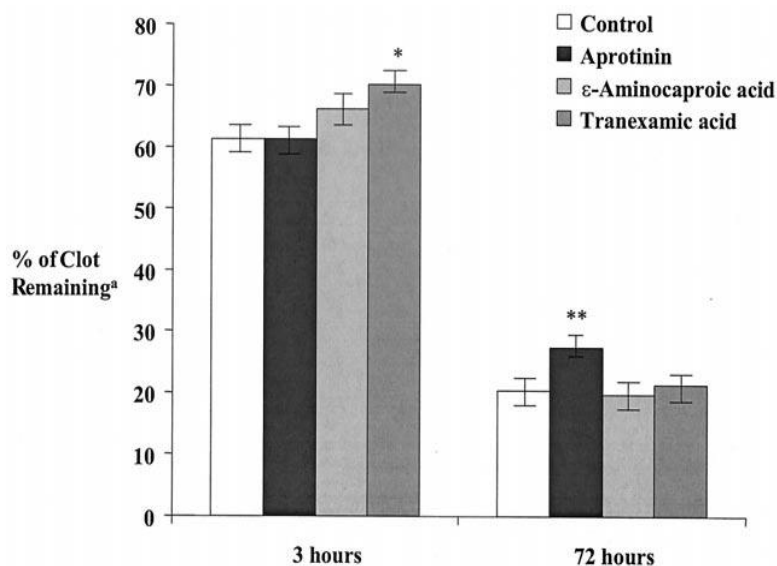 80
70
60
50
40
30
20
10
0
% of Clot
Remainingᵃ
*
**
3 hours
72 hours
Control
Aprotinin
ε-Aminocaproic acid
Tranexamic acid